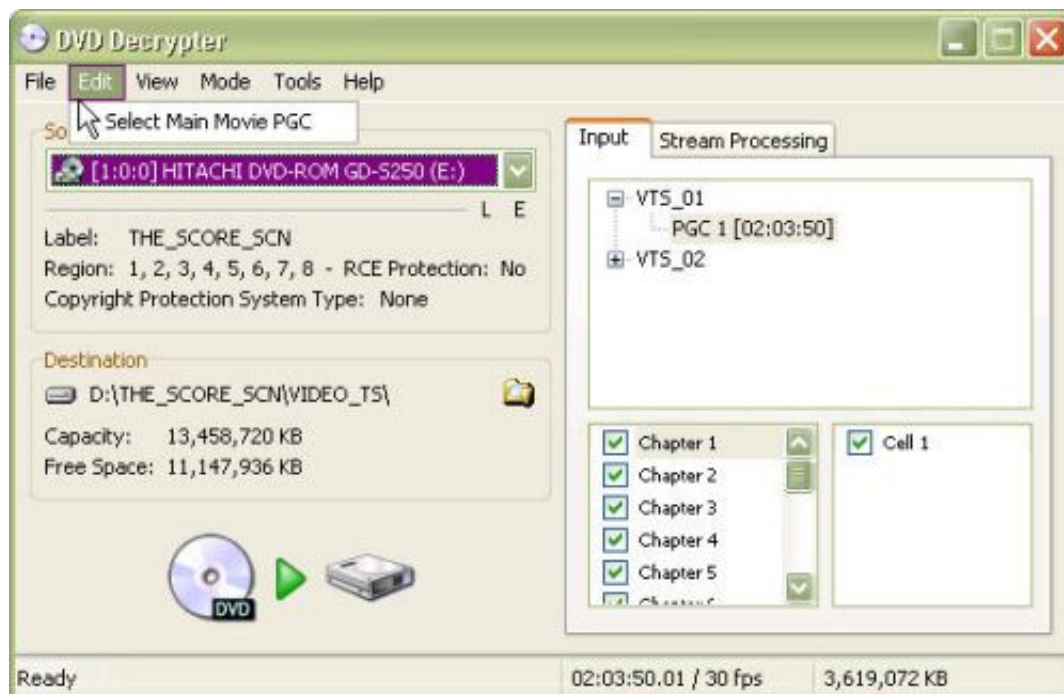 DVD Decrypter
File Edit View Mode Tools Help
Select Main Movie PGC
So
[1:0:0] HITACHI DVD-ROM GD-S250 (E:)
L E
Label: THE_SCORE_SCN
Region: 1, 2, 3, 4, 5, 6, 7, 8 - RCE Protection: No
Copyright Protection System Type: None
Destination
D:\THE_SCORE_SCN\VIDEO_TS\
Capacity: 13,458,720 KB
Free Space: 11,147,936 KB
DVD
Input Stream Processing
VTS_01
PGC 1 [02:03:50]
VTS_02
Chapter 1
Chapter 2
Chapter 3
Chapter 4
Chapter 5
Cell 1
Ready
02:03:50.01 / 30 fps
3,619,072 KB